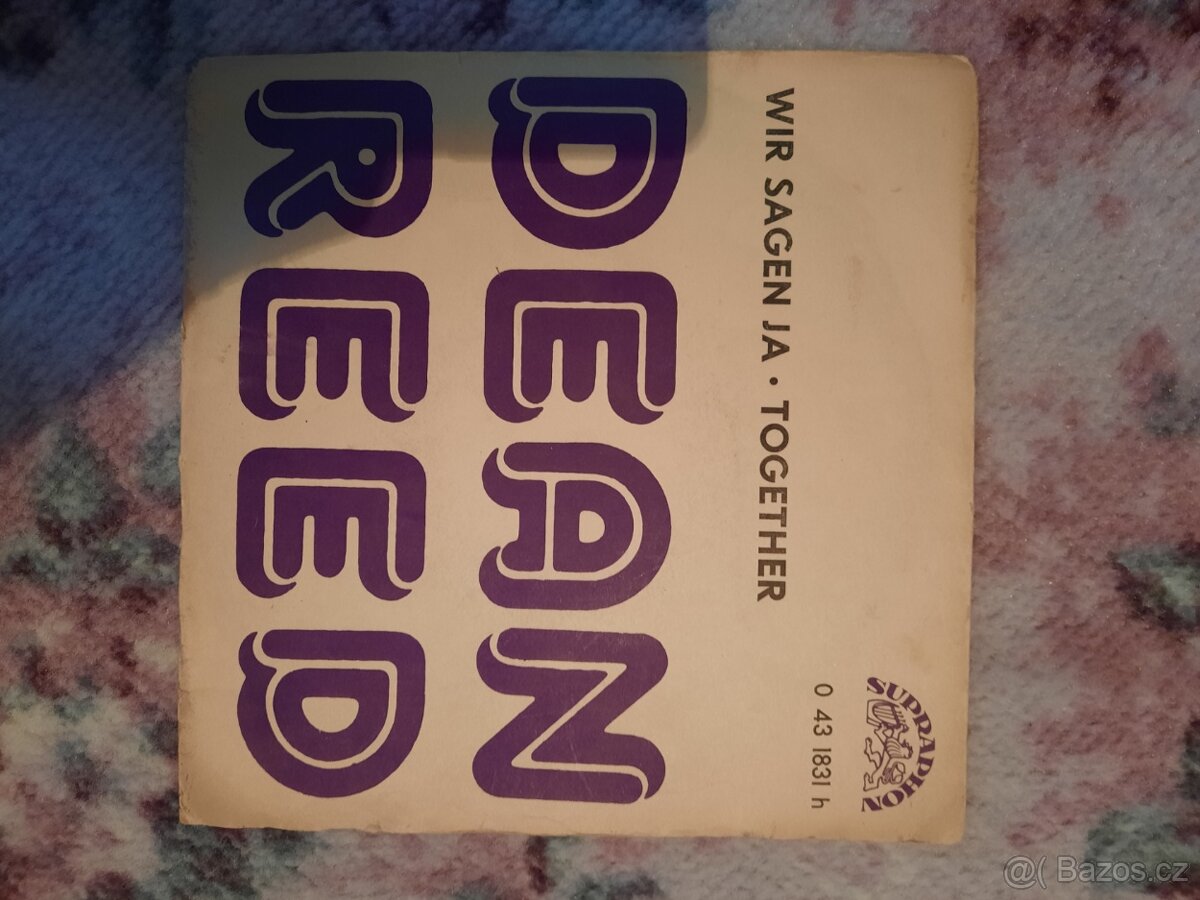 SUPRAPHON
0 43 1831 h
WIR SAGEN JA • TOGETHER
DEAN
REED
@( Bazos.cz